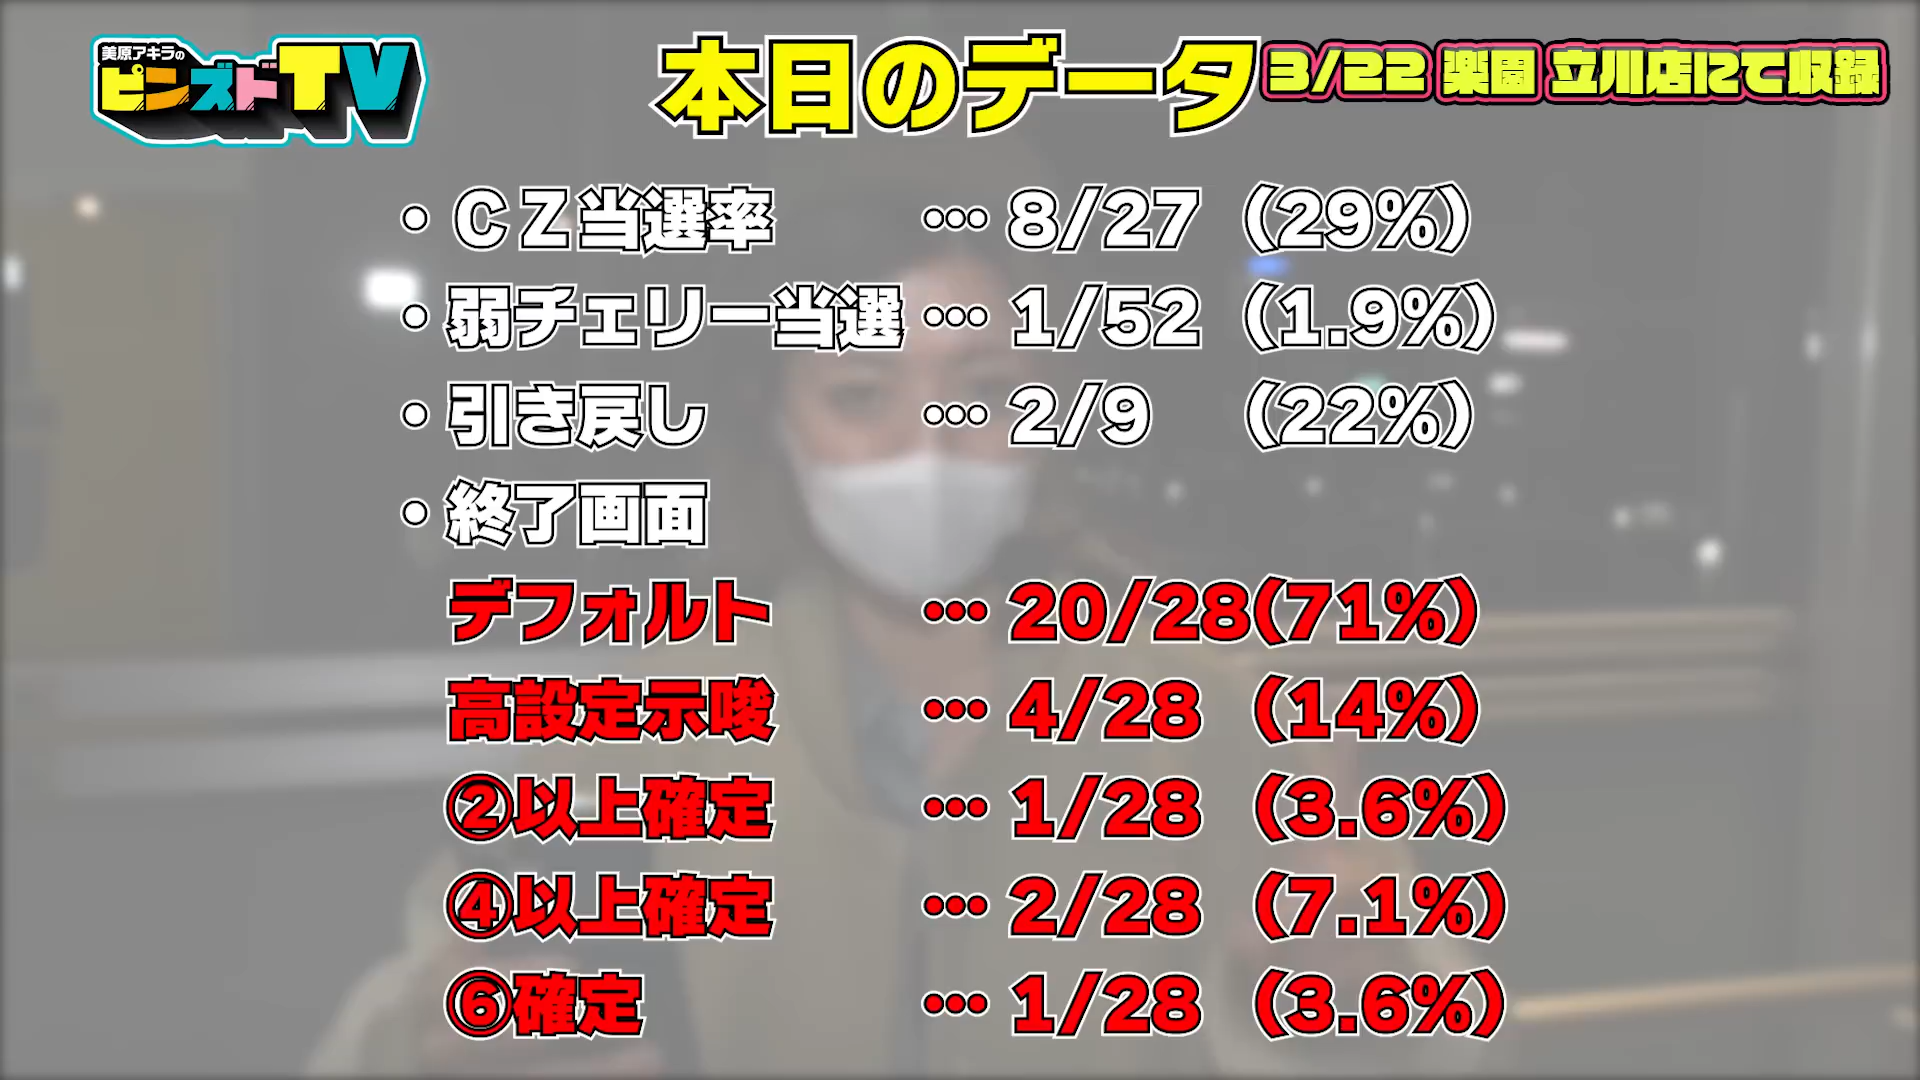 美原アキラの
ピンズドTV
本日のデータ
3/22 楽園 立川店にて収録
・ＣＺ当選率 … 8/27 （29%）
・弱チェリー当選 … 1/52 （1.9%）
・引き戻し … 2/9 （22%）
・終了画面
デフォルト … 20/28（71%）
高設定示唆 … 4/28 （14%）
②以上確定 … 1/28 （3.6%）
④以上確定 … 2/28 （7.1%）
⑥確定 … 1/28 （3.6%）